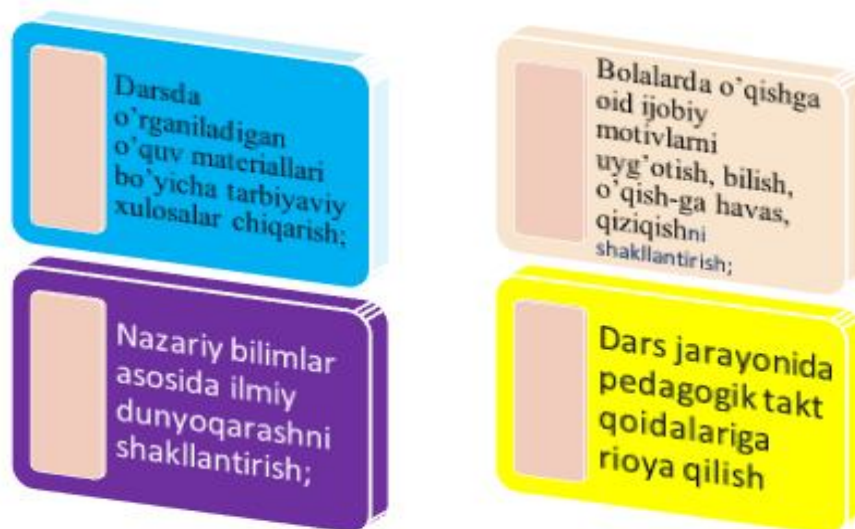 Darsda
o'rganiladigan
o'quv materiallari
bo'yicha tarbiyaviy
xulosalar chiqarish;
Bolalarda o'qishga
oid ijobiy
motivlarni
uyg'otish, bilish,
o'qish-ga havas,
qiziqishni
shakllantirish;
Nazariy bilimlar
asosida ilmiy
dunyoqarashni
shakllantirish;
Dars jarayonida
pedagogik takt
qoidalariga
rioya qilish